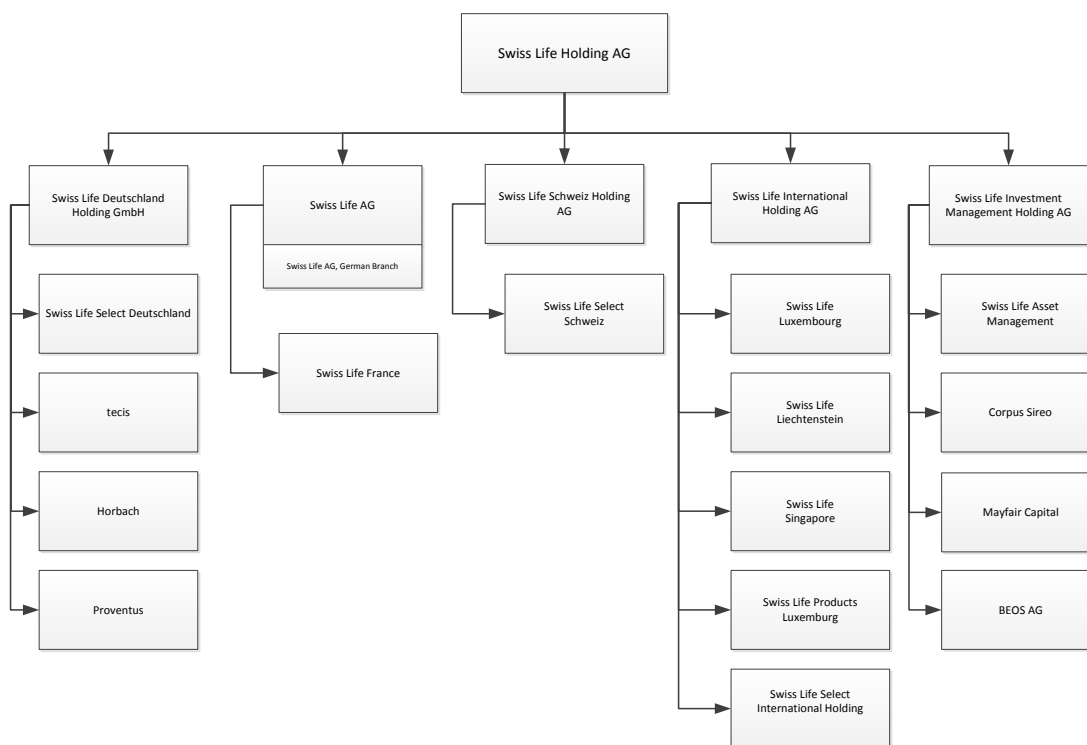 Swiss Life Holding AG
Swiss Life Deutschland
Holding GmbH
Swiss Life AG
Swiss Life AG, German Branch
Swiss Life Schweiz Holding
AG
Swiss Life International
Holding AG
Swiss Life Investment
Management Holding AG
Swiss Life Select Deutschland
tecis
Horbach
Proventus
Swiss Life France
Swiss Life Select
Schweiz
Swiss Life
Luxembourg
Swiss Life
Liechtenstein
Swiss Life
Singapore
Swiss Life Products
Luxemburg
Swiss Life Select
International Holding
Swiss Life Asset
Management
Corpus Sireo
Mayfair Capital
BEOS AG